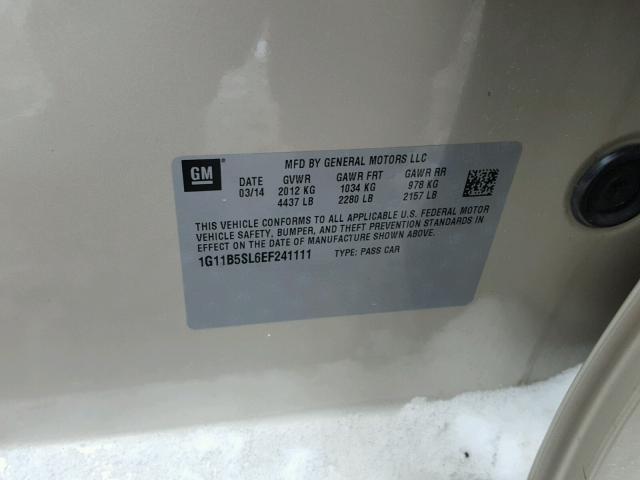 GM
MFD BY GENERAL MOTORS LLC
DATE GVWR GAWR FRT GAWR RR
03/14 2012 KG 1034 KG 978 KG
4437 LB 2280 LB 2157 LB
THIS VEHICLE CONFORMS TO ALL APPLICABLE U.S. FEDERAL MOTOR
VEHICLE SAFETY, BUMPER, AND THEFT PREVENTION STANDARDS IN
EFFECT ON THE DATE OF MANUFACTURE SHOWN ABOVE.
1G11B5SL6EF241111 TYPE: PASS CAR